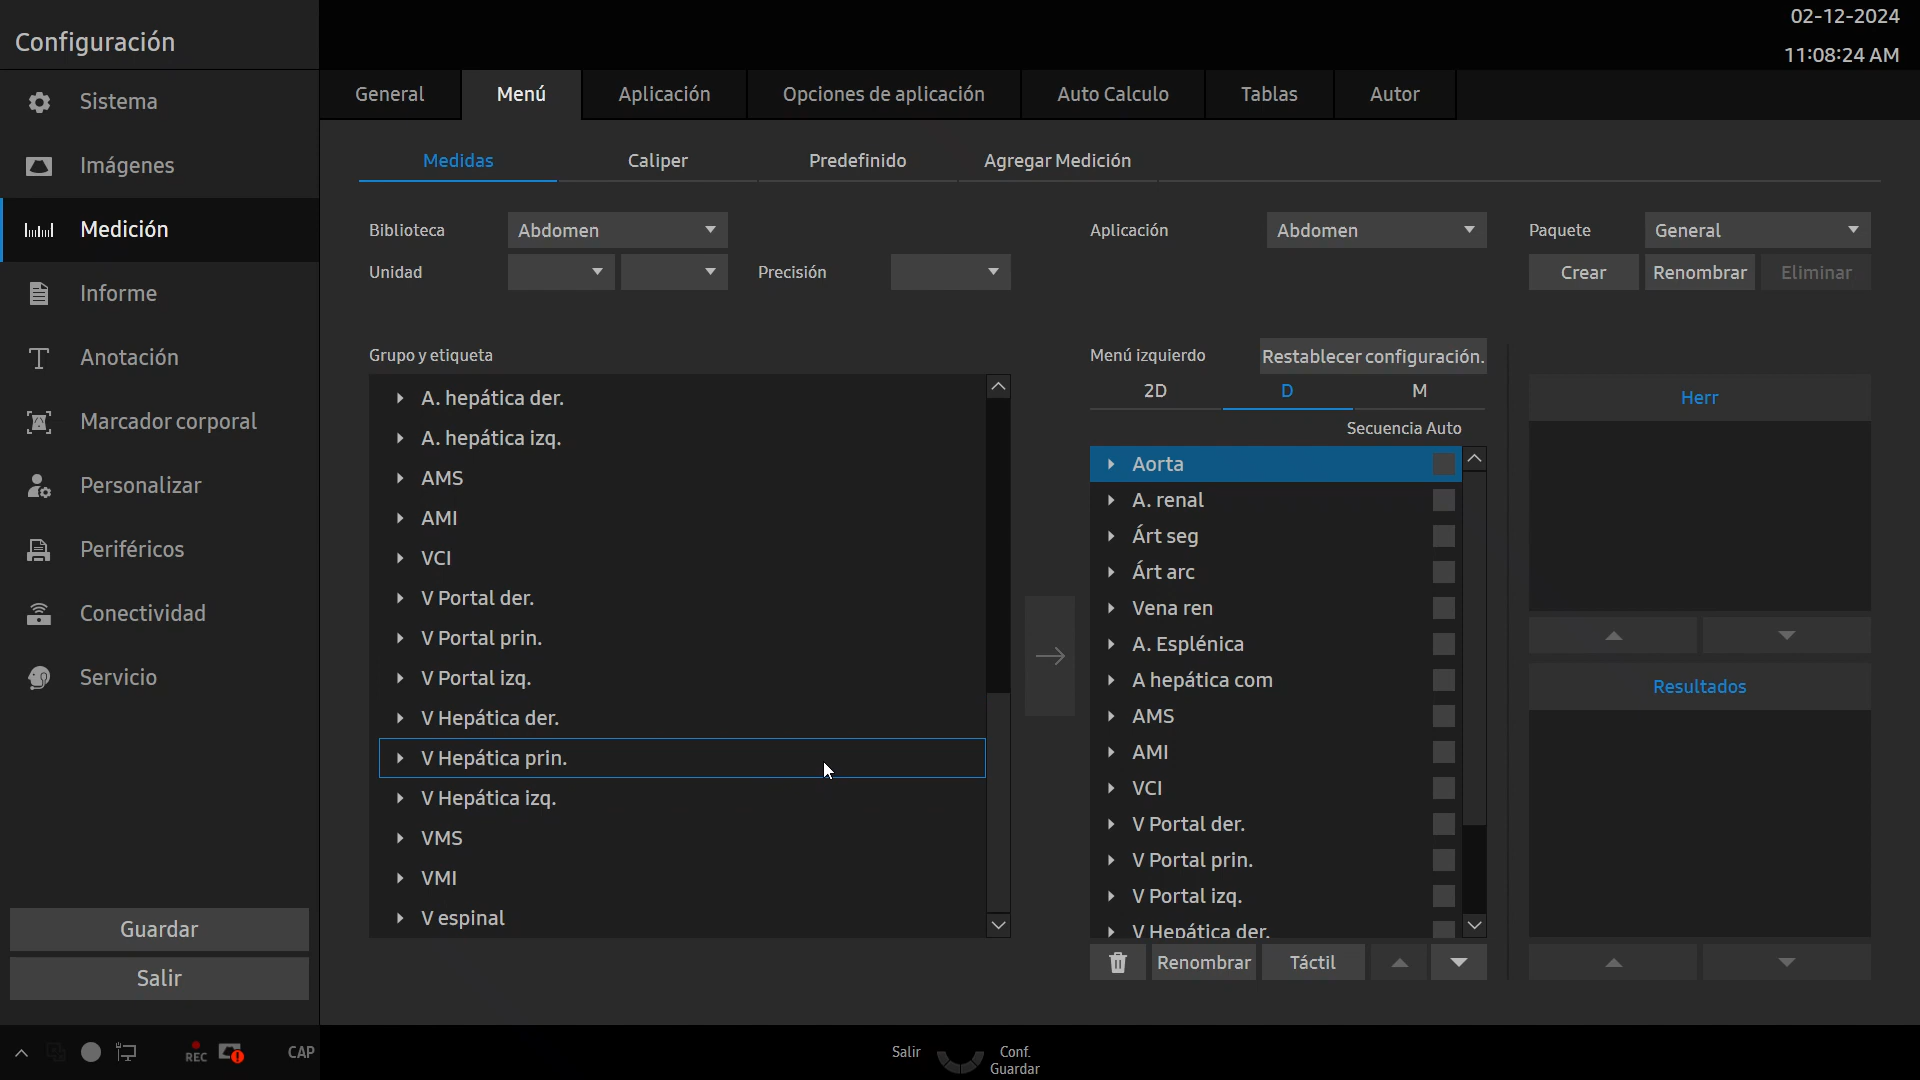 Configuración
02-12-2024
11:08:24 AM
Sistema
Imágenes
Medición
Informe
Anotación
Marcador corporal
Personalizar
Periféricos
Conectividad
Servicio
Guardar
Salir
General
Menú
Aplicación
Opciones de aplicación
Auto Calculo
Tablas
Autor
Medidas
Caliper
Predefinido
Agregar Medición
Biblioteca
Abdomen
Unidad
Precisión
Aplicación
Abdomen
Paquete
General
Crear
Renombrar
Eliminar
Grupo y etiqueta
A. hepática der.
A. hepática izq.
AMS
AMI
VCI
V Portal der.
V Portal prin.
V Portal izq.
V Hepática der.
V Hepática prin.
V Hepática izq.
VMS
VMI
V espinal
Menú izquierdo
Restablecer configuración.
2D
D
M
Secuencia Auto
Aorta
A. renal
Árt seg
Árt arc
Vena ren
A. Esplénica
A hepática com
AMS
AMI
VCI
V Portal der.
V Portal prin.
V Portal izq.
V Hepática der.
Renombrar
Táctil
Herr
Resultados
REC
CAP
Salir
Conf.
Guardar